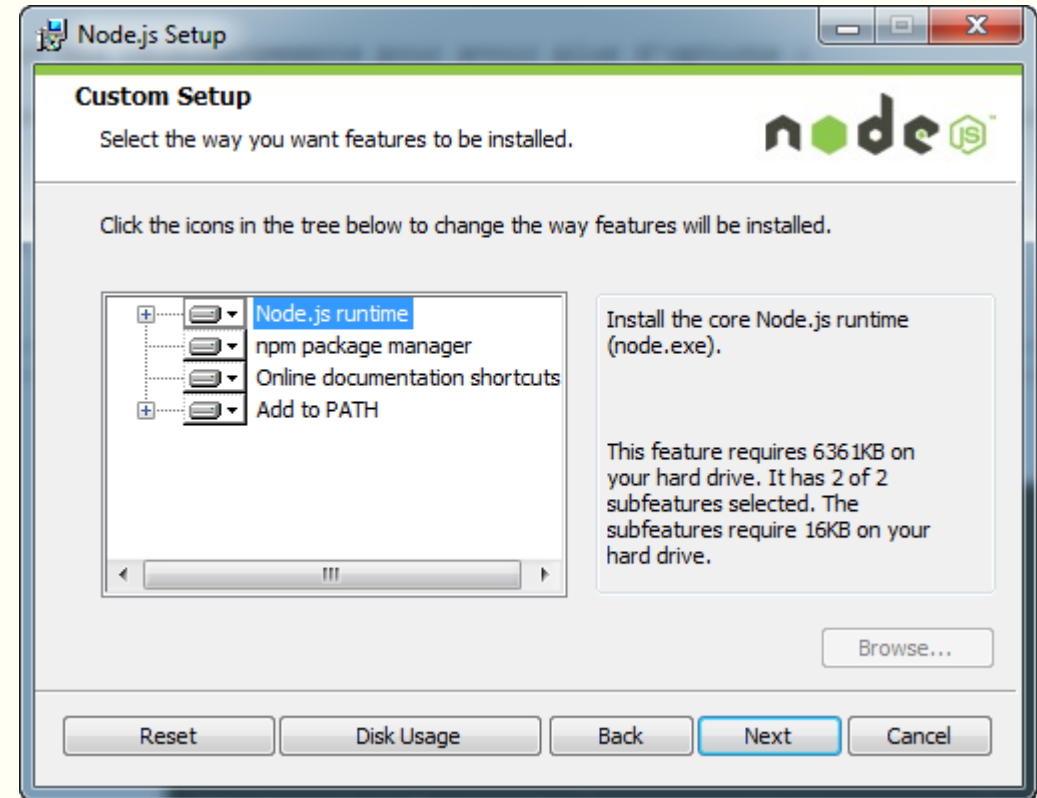 Node.js Setup
Custom Setup
Select the way you want features to be installed.
node JS ™
Click the icons in the tree below to change the way features will be installed.
Node.js runtime
npm package manager
Online documentation shortcuts
Add to PATH
Install the core Node.js runtime
(node.exe).
This feature requires 6361KB on
your hard drive. It has 2 of 2
subfeatures selected. The
subfeatures require 16KB on your
hard drive.
Browse...
Reset
Disk Usage
Back
Next
Cancel